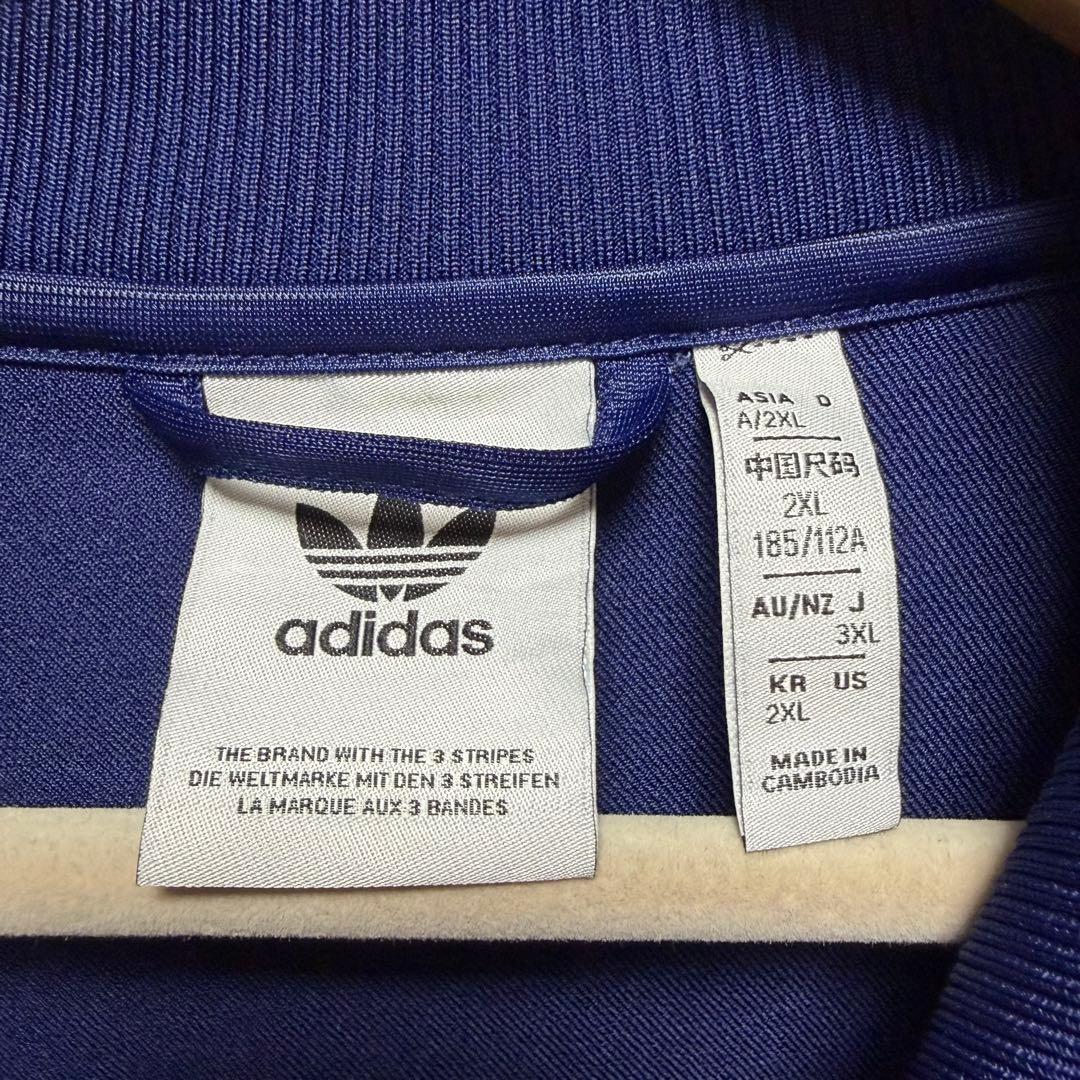 adidas
THE BRAND WITH THE 3 STRIPES
DIE WELTMARKE MIT DEN 3 STREIFEN
LA MARQUE AUX 3 BANDES
ASIA D
A/2XL
中国尺码
2XL
185/112A
AU/NZ J
3XL
KR US
2XL
MADE IN
CAMBODIA